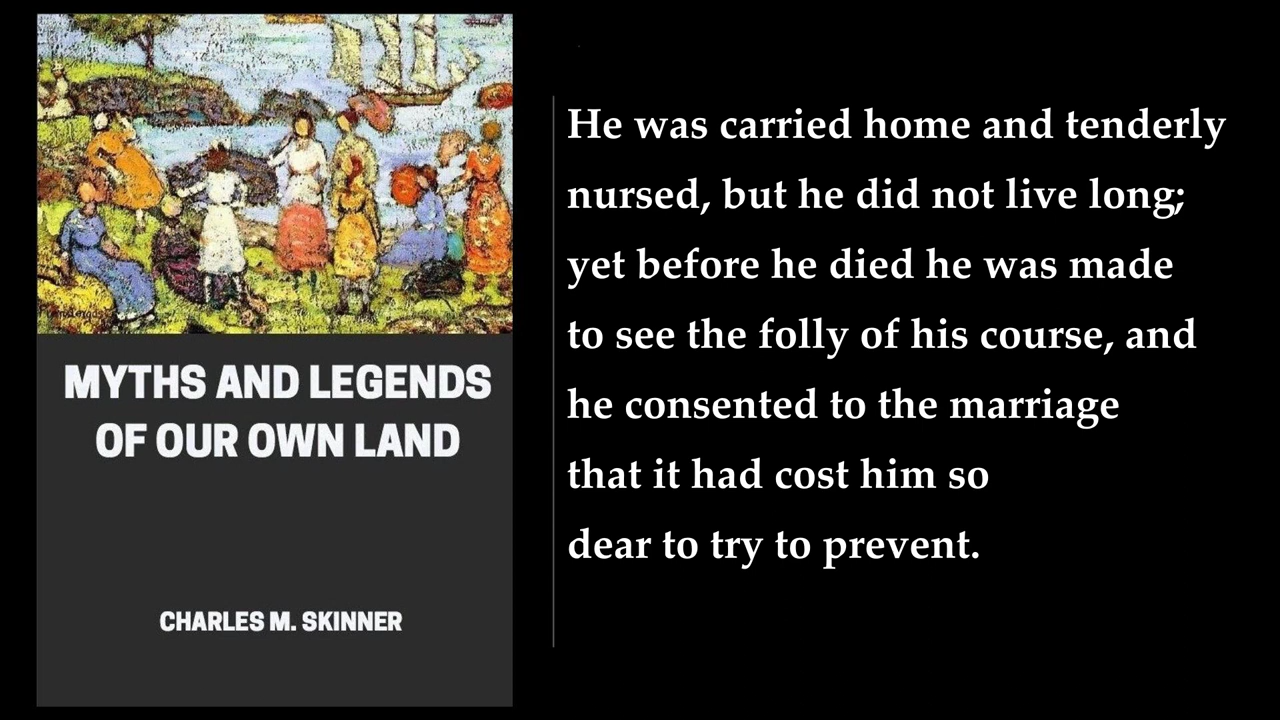 MYTHS AND LEGENDS
OF OUR OWN LAND
CHARLES M. SKINNER
He was carried home and tenderly
nursed, but he did not live long;
yet before he died he was made
to see the folly of his course, and
he consented to the marriage
that it had cost him so
dear to try to prevent.